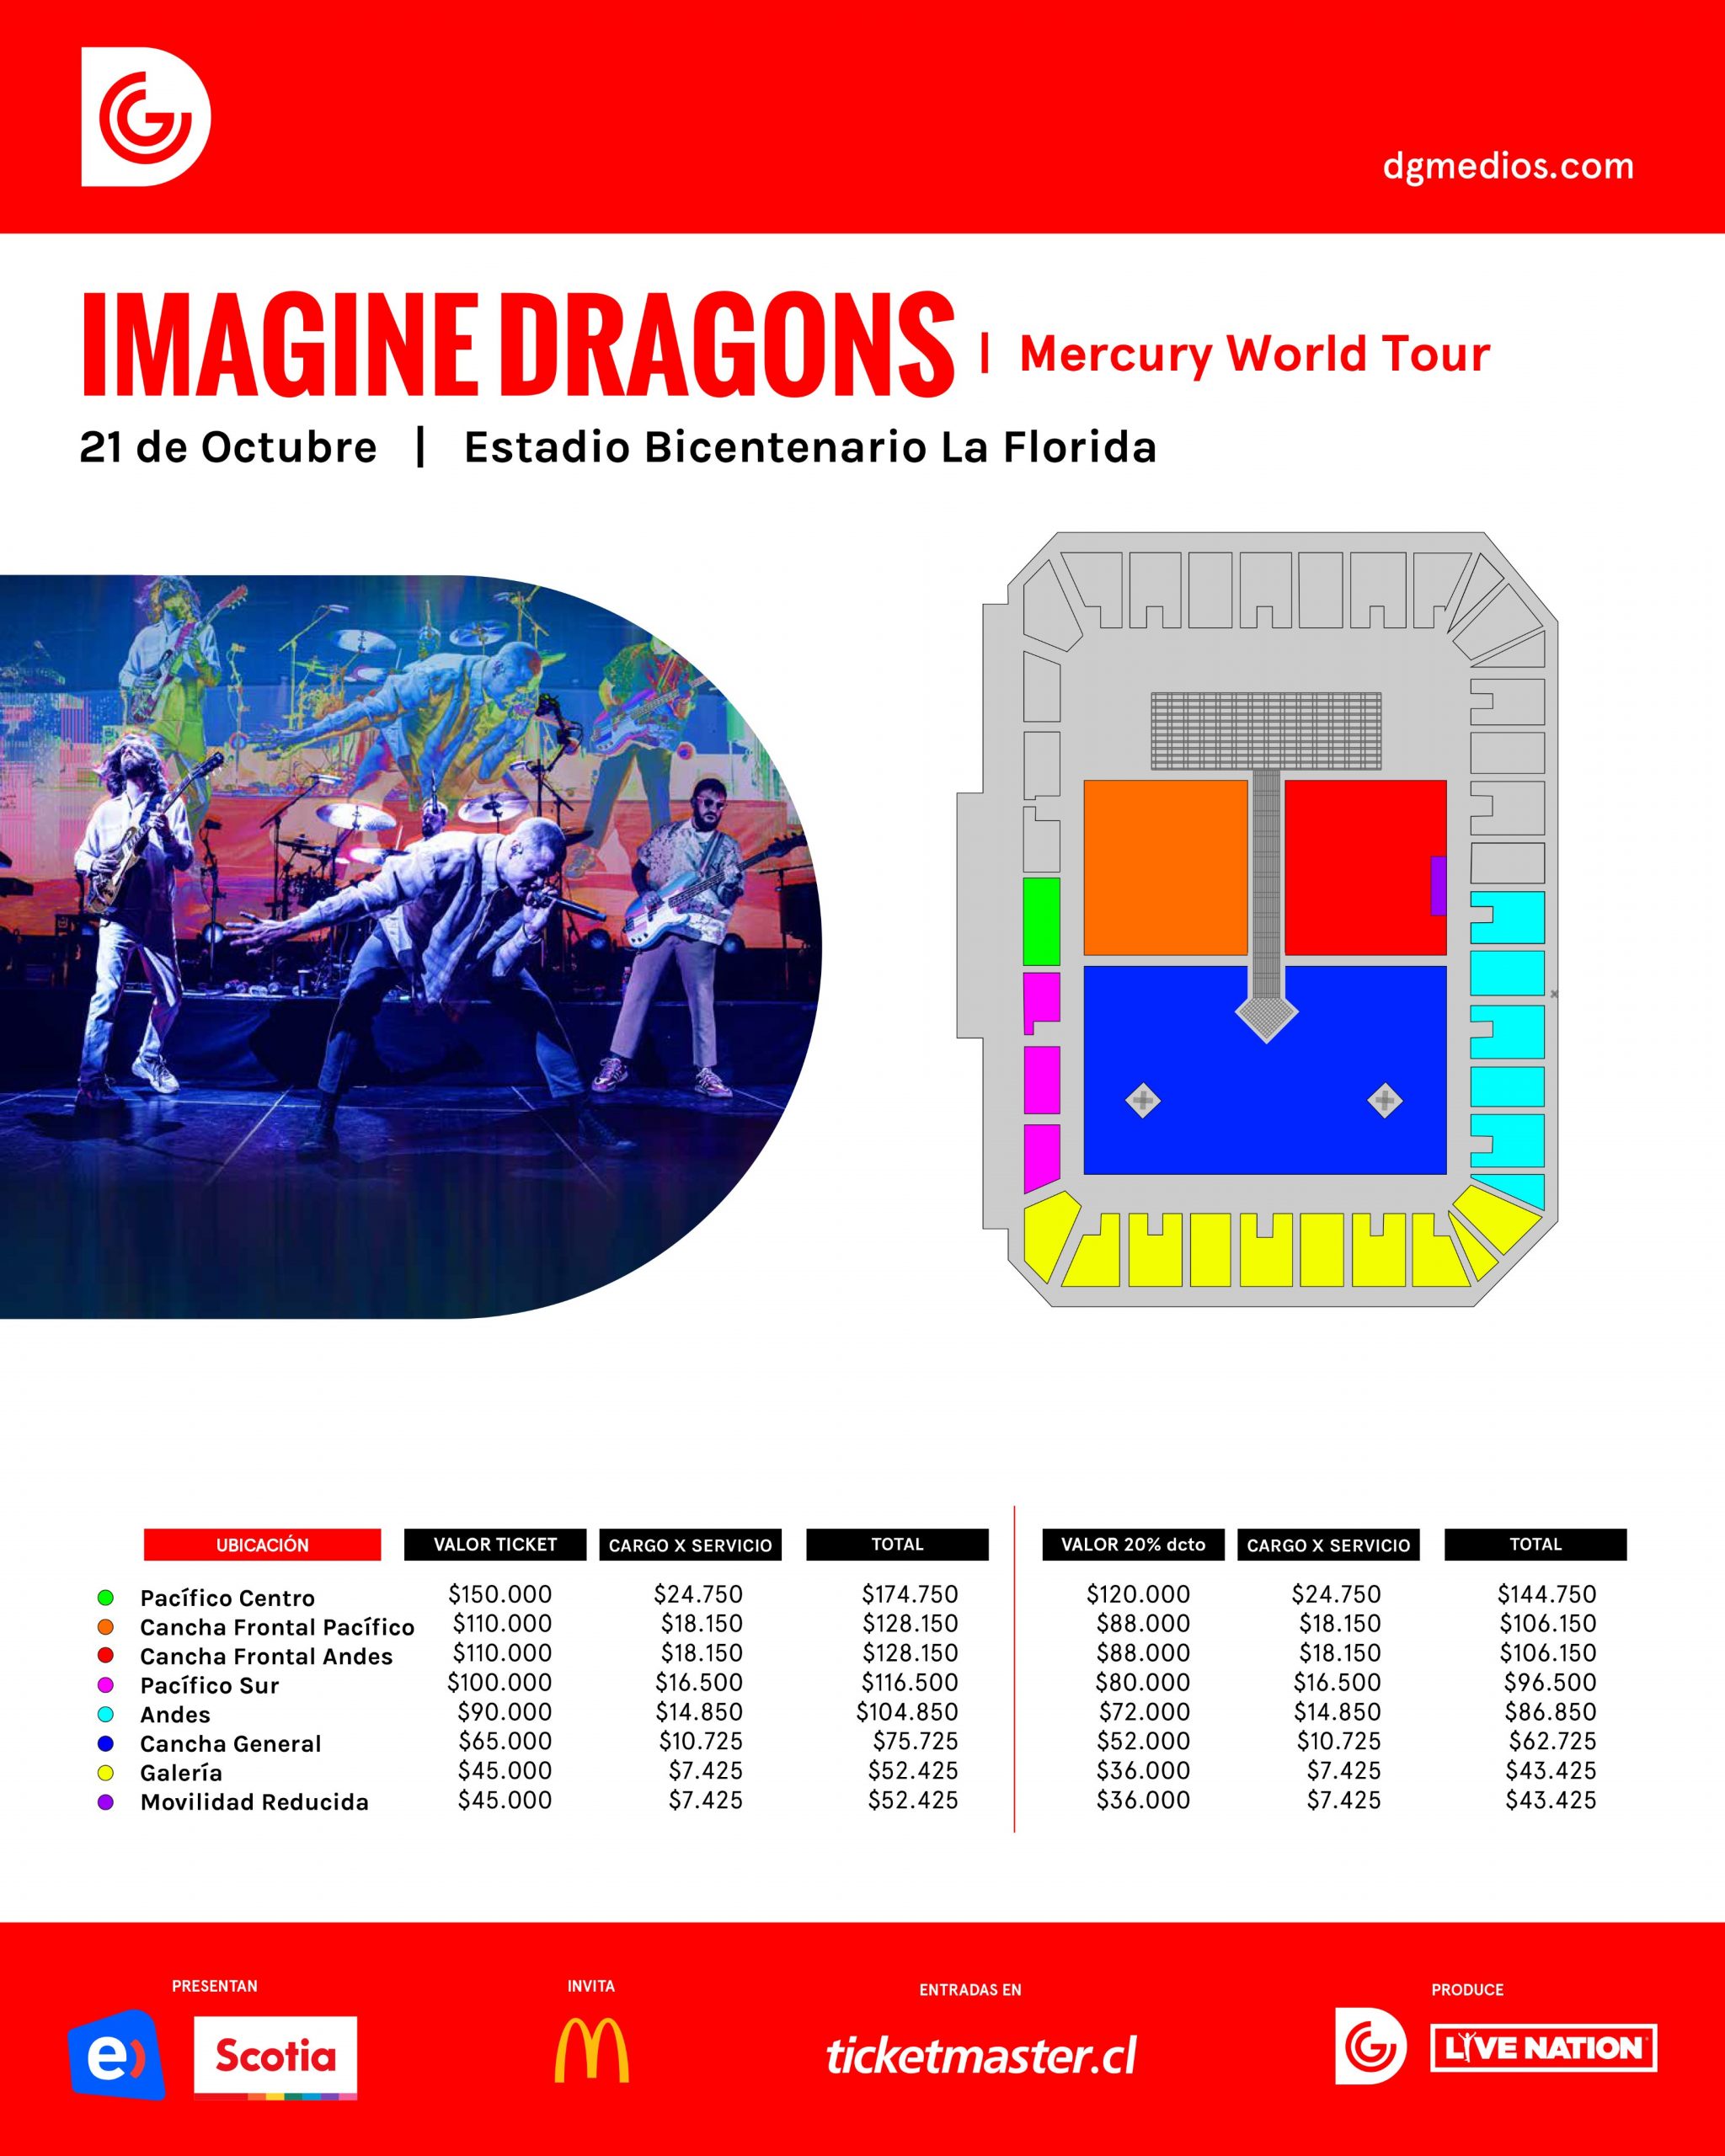 dgmedios.com
IMAGINE DRAGONS | Mercury World Tour
21 de Octubre | Estadio Bicentenario La Florida
UBICACIÓN VALOR TICKET CARGO X SERVICIO TOTAL VALOR 20% dcto CARGO X SERVICIO TOTAL
Pacífico Centro $150.000 $24.750 $174.750 $120.000 $24.750 $144.750
Cancha Frontal Pacífico $110.000 $18.150 $128.150 $88.000 $18.150 $106.150
Cancha Frontal Andes $110.000 $18.150 $128.150 $88.000 $18.150 $106.150
Pacífico Sur $100.000 $16.500 $116.500 $80.000 $16.500 $96.500
Andes $90.000 $14.850 $104.850 $72.000 $14.850 $86.850
Cancha General $65.000 $10.725 $75.725 $52.000 $10.725 $62.725
Galería $45.000 $7.425 $52.425 $36.000 $7.425 $43.425
Movilidad Reducida $45.000 $7.425 $52.425 $36.000 $7.425 $43.425
PRESENTAN INVITA ENTRADAS EN PRODUCE
e) Scotia ticketmaster.cl LIVE NATION